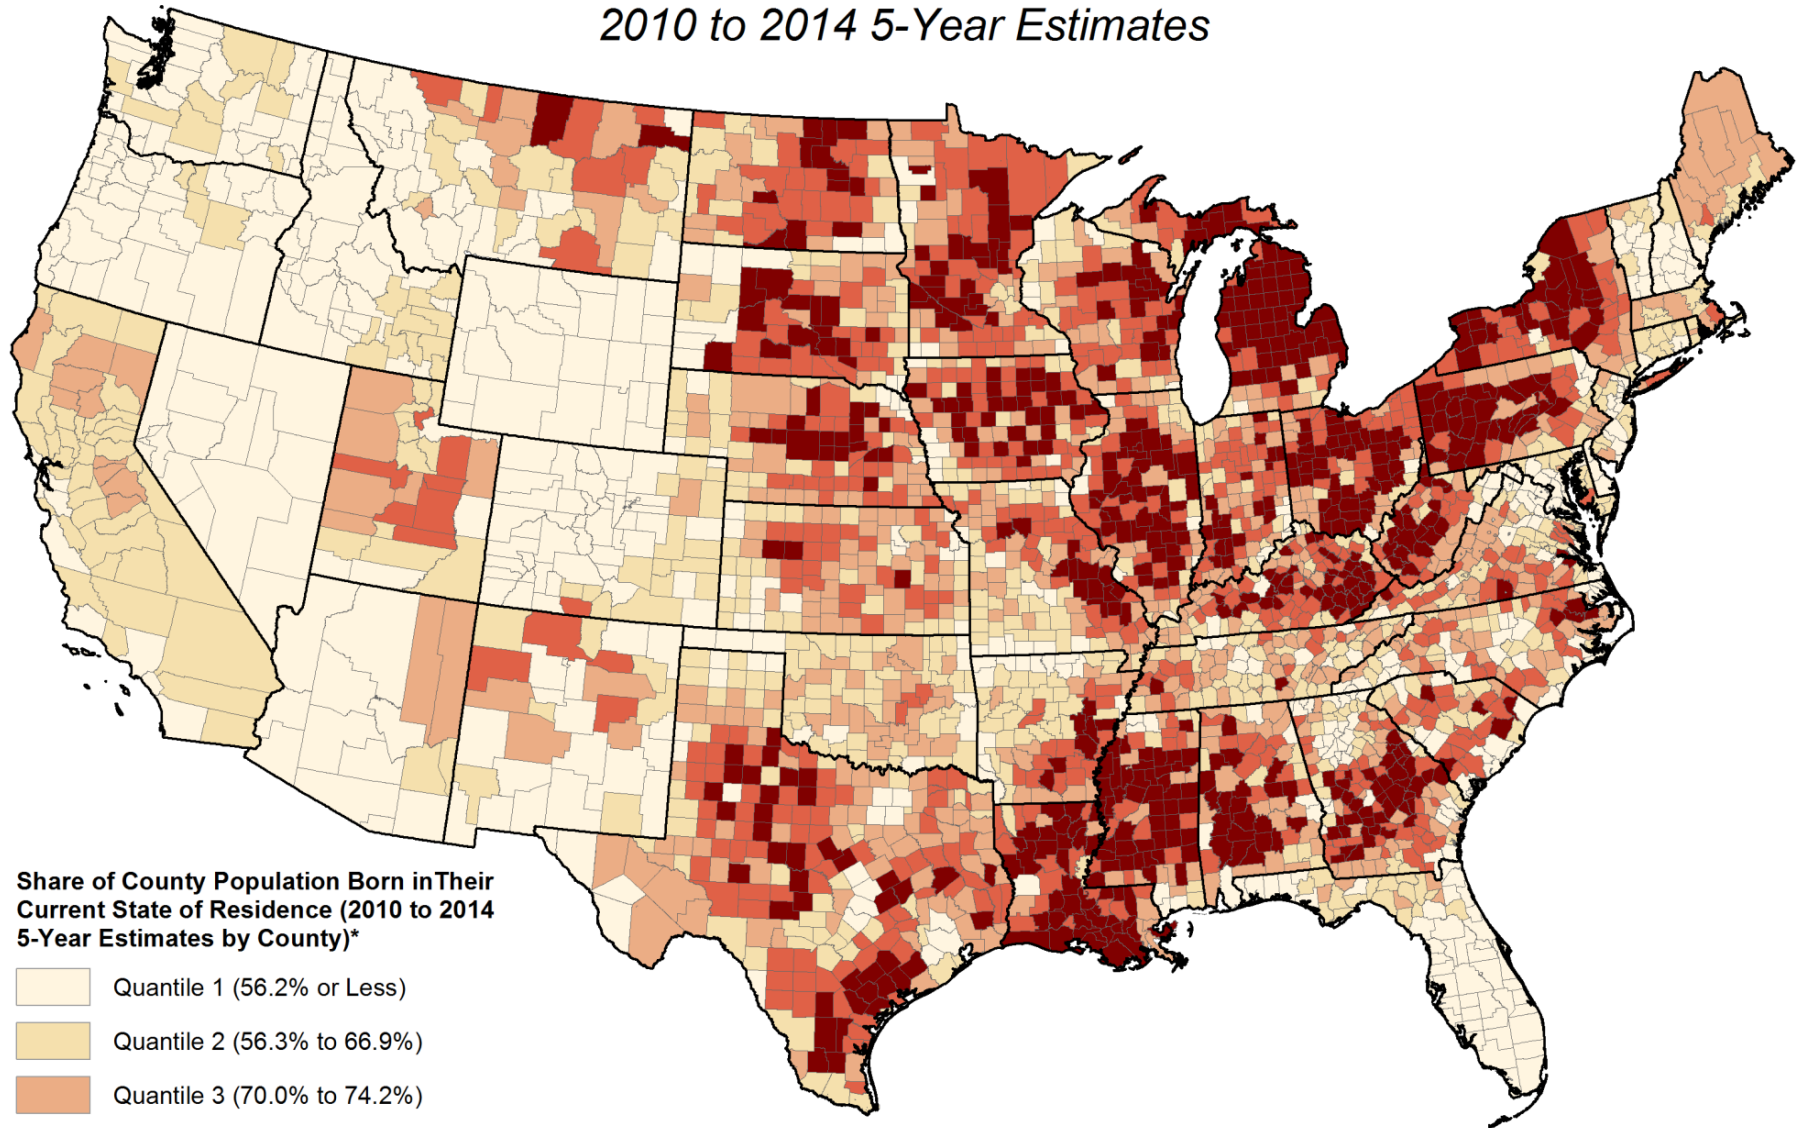 2010 to 2014 5-Year Estimates
Share of County Population Born inTheir
Current State of Residence (2010 to 2014
5-Year Estimates by County)*
Quantile 1 (56.2% or Less)
Quantile 2 (56.3% to 66.9%)
Quantile 3 (70.0% to 74.2%)